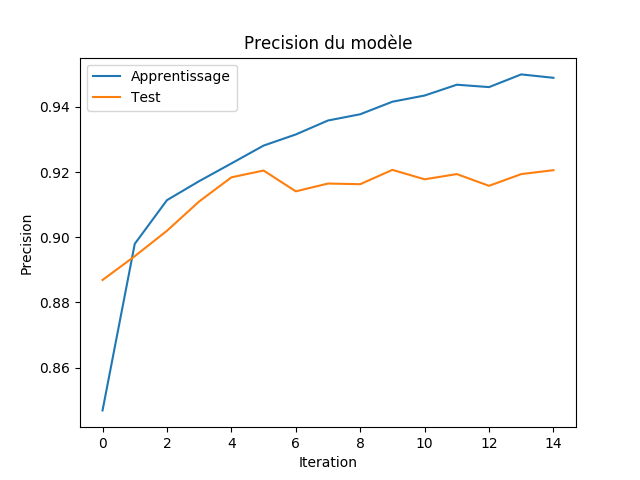 Precision du modèle
Apprentissage
Test
0.94
0.92
0.90
0.88
0.86
Precision
0 2 4 6 8 10 12 14
Iteration